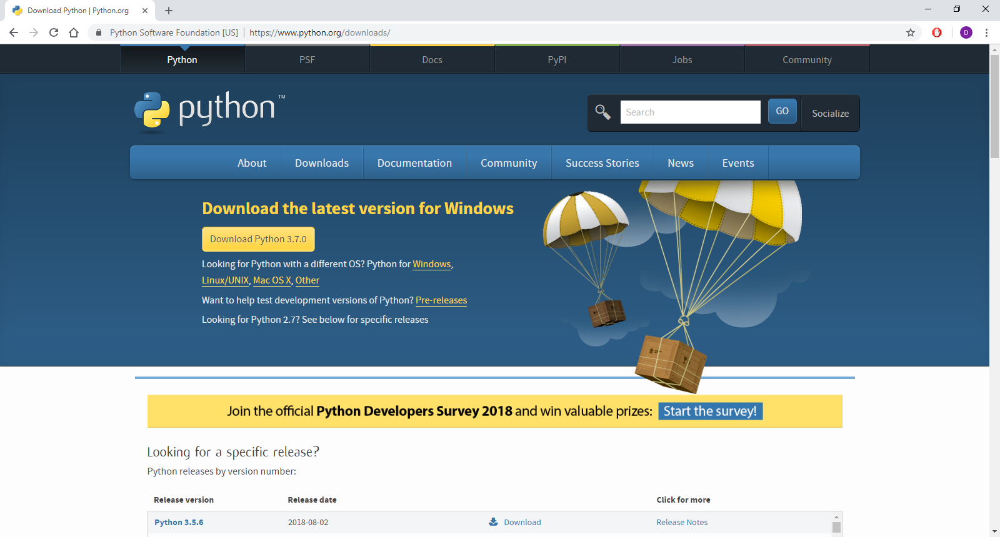 Download Python | Python.org
Python Software Foundation [US] | https://www.python.org/downloads/
D
Python PSF Docs PyPI Jobs Community
python™
Search GO Socialize
About Downloads Documentation Community Success Stories News Events
Download the latest version for Windows
Download Python 3.7.0
Looking for Python with a different OS? Python for Windows,
Linux/UNIX, Mac OS X, Other
Want to help test development versions of Python? Pre-releases
Looking for Python 2.7? See below for specific releases
Join the official Python Developers Survey 2018 and win valuable prizes: Start the survey!
Looking for a specific release?
Python releases by version number:
Release version Release date Click for more
Python 3.5.6 2018-08-02 Download Release Notes